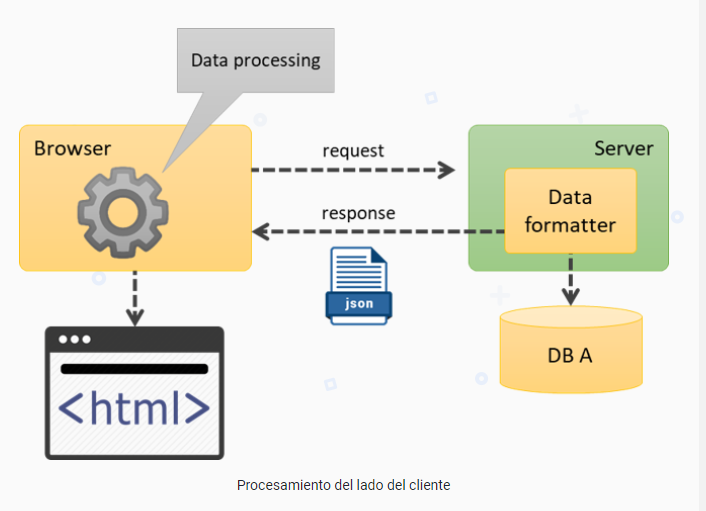 Data processing
Browser
Server
request
Data
formatter
response
json
<html>
DB A
Procesamiento del lado del cliente